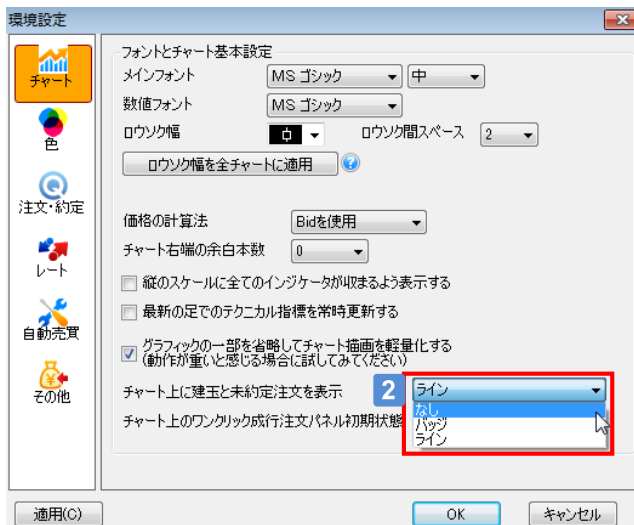 環境設定
チャート
色
注文・約定
レート
自動売買
その他
フォントとチャート基本設定
メインフォント MS ゴシック 中
数値フォント MS ゴシック
ロウソク幅 ロウソク間スペース 2
ロウソク幅を全チャートに適用 ?
価格の計算法 Bidを使用
チャート右端の余白本数 0
縦のスケールに全てのインジケータが収まるよう表示する
最新の足でのテクニカル指標を常時更新する
グラフィックの一部を省略してチャート描画を軽量化する
(動作が重いと感じる場合に試してみてください)
チャート上に建玉と未約定注文を表示 2 ライン
なし
バッジ
ライン
チャート上のワンクリック成行注文パネル初期状態
適用(C) OK キャンセル